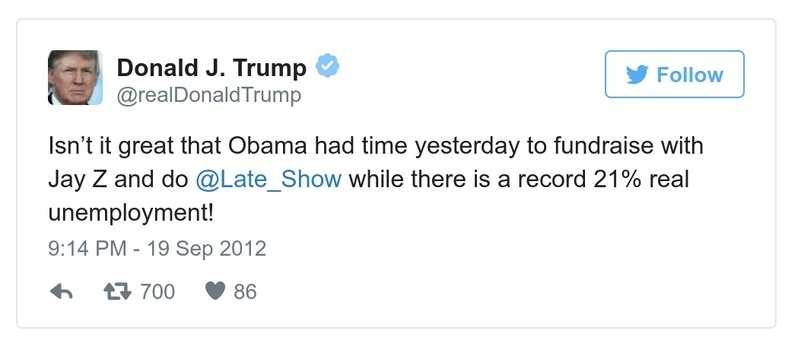 Donald J. Trump
@realDonaldTrump
Follow
Isn’t it great that Obama had time yesterday to fundraise with
Jay Z and do @Late_Show while there is a record 21% real
unemployment!
9:14 PM - 19 Sep 2012
700 86